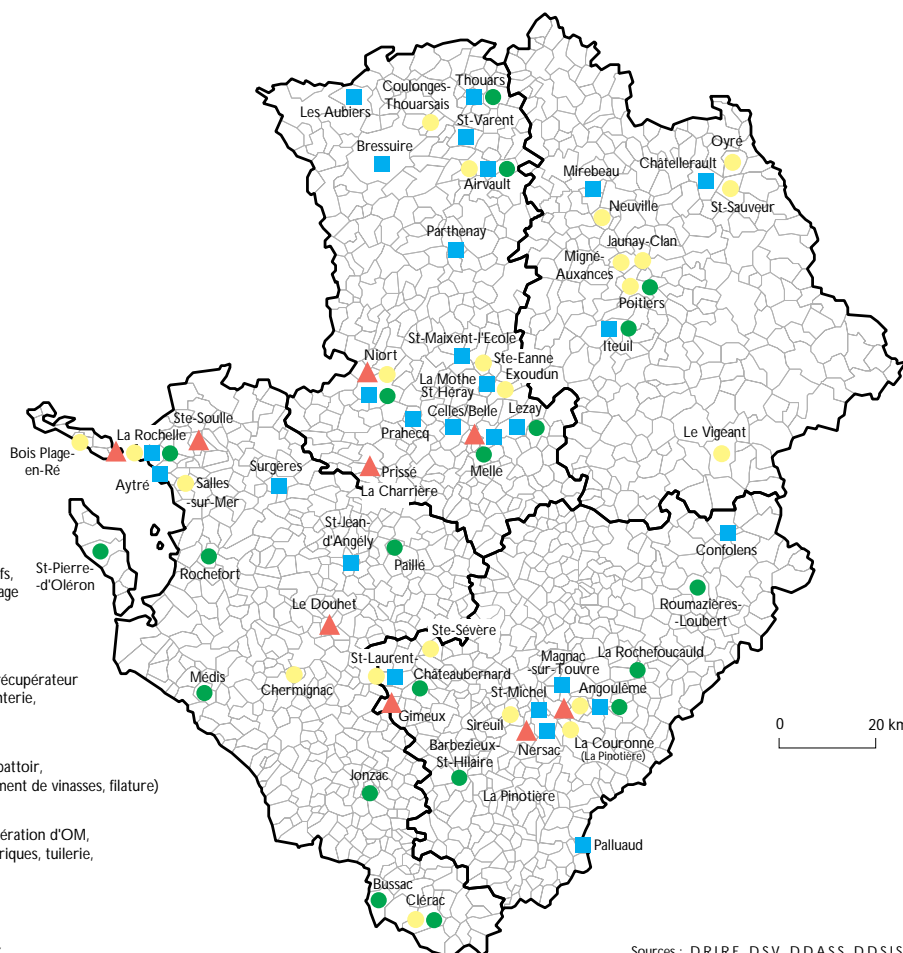 Thouars
Coulonges-
Thouarsais
Les Aubiers
St-Varent
Bressuire
Airvault
Parthenay
Oyré
Châtellerault
Mirebeau
St-Sauveur
Neuville
Jaunay-Clan
Migné-
Auxances
Poitiers
Iteuil
Le Vigeant
St-Maixent-l'Ecole
Niort
Ste-Eanne
Exoudun
La Mothe
St Héray
Celles/Belle
Lezay
Prahecq
Melle
Prissé
La Charrière
Ste-Soulle
La Rochelle
Bois Plage-
en-Ré
Aytré
Salles
-sur-Mer
Surgères
St-Jean-
d'Angély
Paillé
St-Pierre-
-d'Oléron
Rochefort
Le Douhet
Médis
Chermignac
Jonzac
Bussac
Clérac
Confolens
Roumazières-
-Loubert
Ste-Sévère
St-Laurent-
Châteaubernard
Gimeux
Magnac
-sur-Touvre
La Rochefoucauld
St-Michel
Angoulême
Sireuil
Nersac
La Couronne
(La Pinotière)
Barbezieux-
St-Hilaire
La Pinotière
Palluaud
0 20 km
fs,
age
récupérateur
nterie,
battoir,
ment de vinasses, filature)
ération d'OM,
riques, tuilerie,
Sources : DRIRE, DSV, DDASS, DDSIS